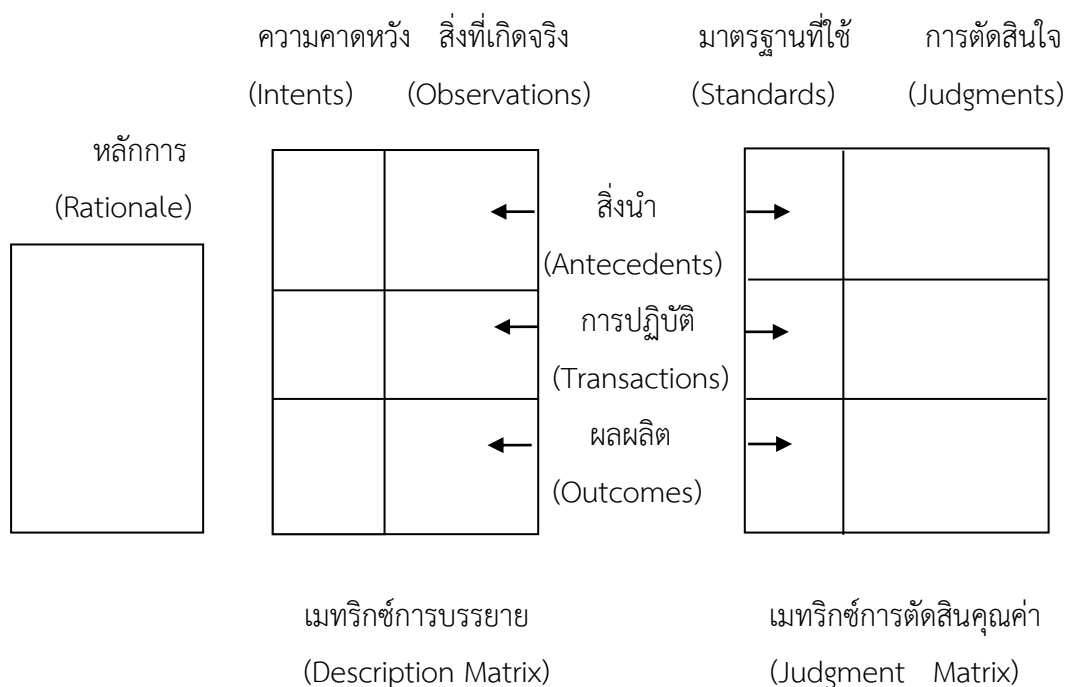 ความคาดหวัง สิ่งที่เกิดจริง มาตรฐานที่ใช้ การตัดสินใจ
(Intents) (Observations) (Standards) (Judgments)
หลักการ
(Rationale)
สิ่งนำ
(Antecedents)
การปฏิบัติ
(Transactions)
ผลผลิต
(Outcomes)
เมทริกซ์การบรรยาย เมทริกซ์การตัดสินคุณค่า
(Description Matrix) (Judgment Matrix)